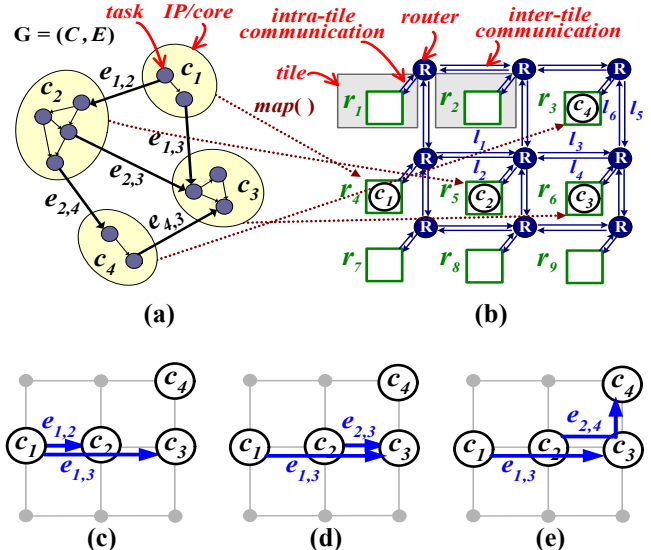 G = (C, E)
task
IP/core
intra-tile communication
router
inter-tile communication
tile
map( )
c1
c2
c3
c4
e1,2
e1,3
e2,3
e2,4
e4,3
R R R
r1 r2 r3 c4
l6 l5
l1 l3
R R R
l2 l4
r4 c1 r5 c2 r6 c3
R R R
r7 r8 r9
(a) (b)
c4 c4 c4
e1,2 e2,3 e2,4
c1 c2 c3 c1 c2 c3 c1 c2 c3
e1,3 e1,3 e1,3
(c) (d) (e)